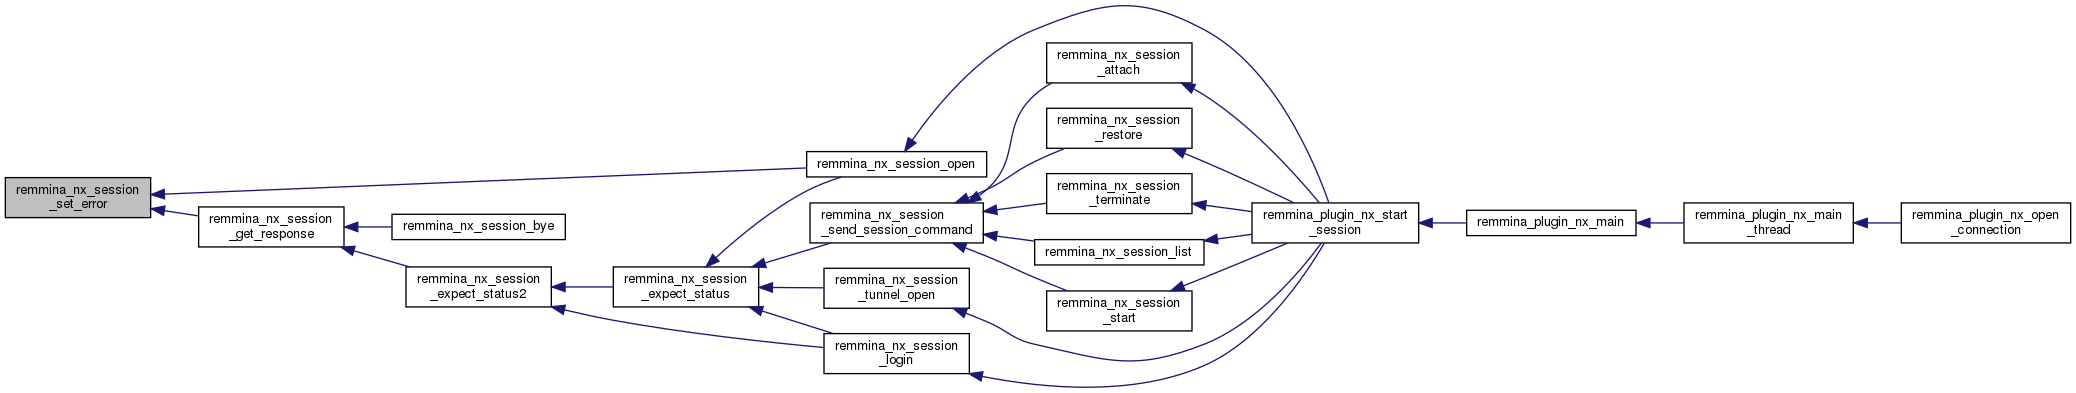 remmina_nx_session
_set_error
remmina_nx_session
_get_response
remmina_nx_session_bye
remmina_nx_session
_expect_status2
remmina_nx_session
_expect_status
remmina_nx_session_open
remmina_nx_session
_send_session_command
remmina_nx_session
_tunnel_open
remmina_nx_session
_login
remmina_nx_session
_attach
remmina_nx_session
_restore
remmina_nx_session
_terminate
remmina_nx_session_list
remmina_nx_session
_start
remmina_plugin_nx_start
_session
remmina_plugin_nx_main
remmina_plugin_nx_main
_thread
remmina_plugin_nx_open
_connection